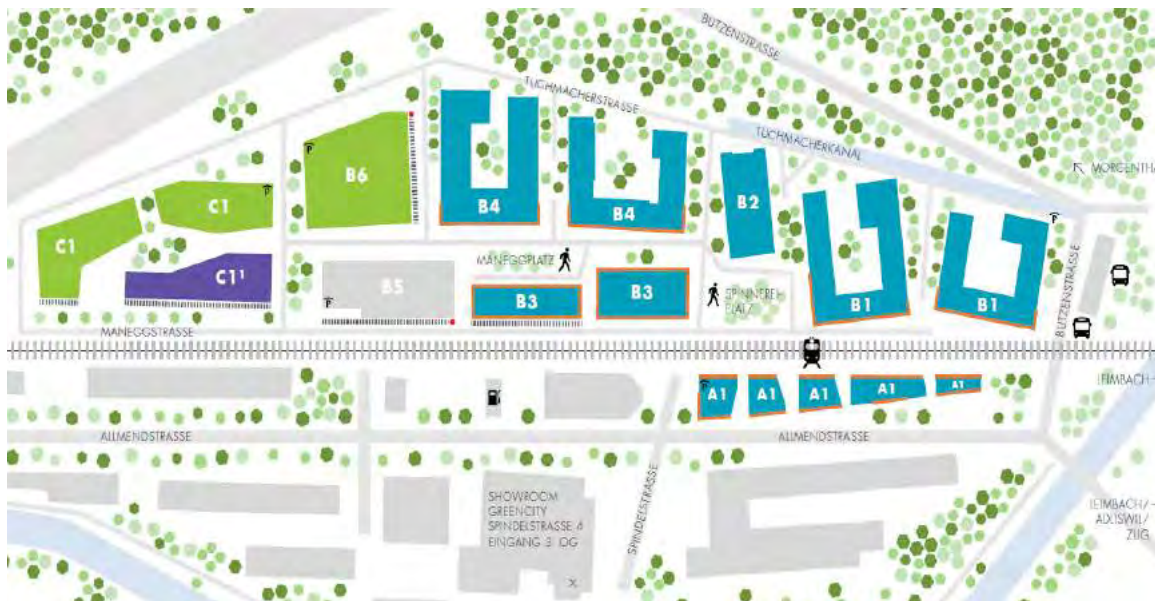 BUTZENSTRASSE
TUCHMACHERSTRASSE
TUCHMACHERKANAL
MORGENTHA
P
B6
B4
B4
B2
C1
P
C1
C1¹
MANEGGPLATZ
B5
P
B3
B3
SPINNEREI-
PLATZ
B1
B1
P
BUTZENSTRASSE
MANEGGSTRASSE
A1
A1
A1
A1
A1
LEIMBACH
ALLMENDSTRASSE
ALLMENDSTRASSE
SPINDELSTRASSE
SHOWROOM
GREENCITY
SPINDELSTRASSE 4
EINGANG 3. OG
X
LEIMBACH/
ADLISWIL/
ZUG